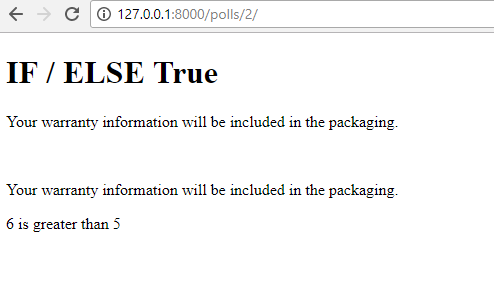 127.0.0.1:8000/polls/2/
IF / ELSE True
Your warranty information will be included in the packaging.
Your warranty information will be included in the packaging.
6 is greater than 5